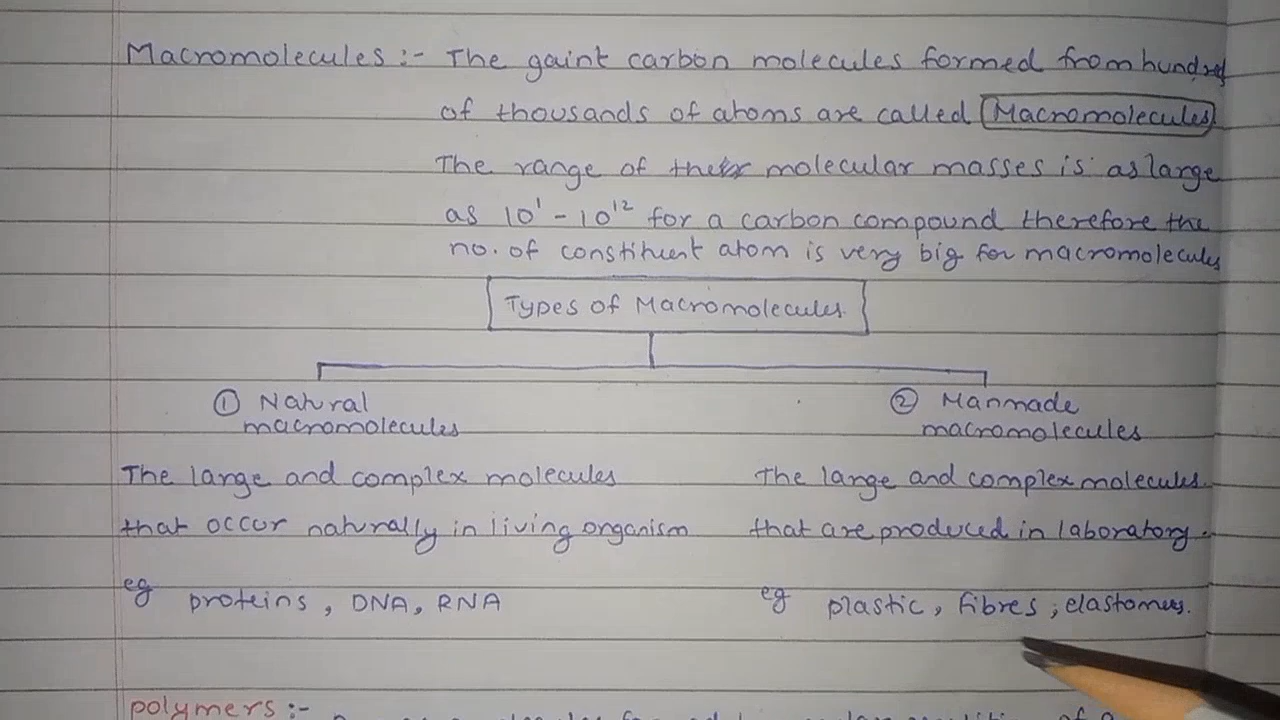 Macromolecules :- The gaint carbon molecules formed from hundred
of thousands of atoms are called Macromolecules
The range of their molecular masses is as large
as 10¹ - 10¹² for a carbon compound therefore the
no. of constituent atom is very big for macromolecules
Types of Macromolecules.
① Natural
macromolecules
The large and complex molecules
that occur naturally in living organism
eg proteins, DNA, RNA
② Manmade
macromolecules
The large and complex molecules.
that are produced in laboratory.
eg plastic, fibres, elastomers.
polymers :-